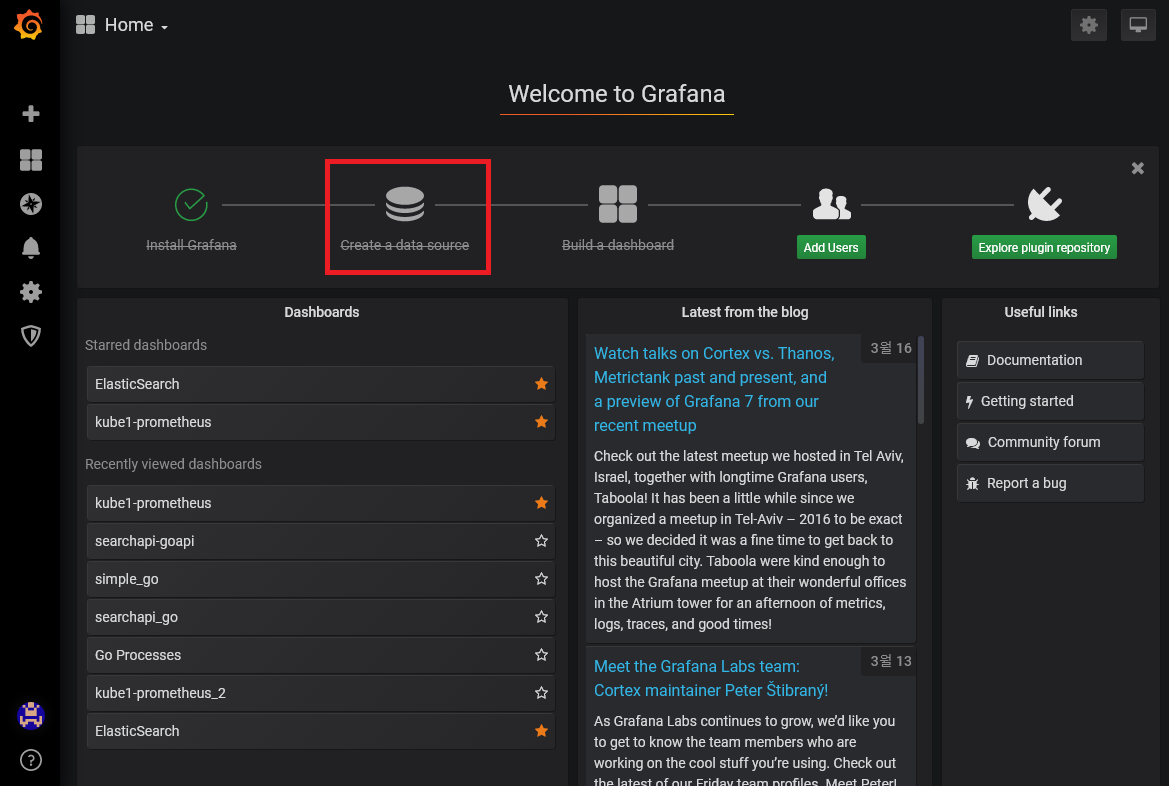 Home
Welcome to Grafana
Install Grafana
Create a data source
Build a dashboard
Add Users
Explore plugin repository
Dashboards
Starred dashboards
ElasticSearch
kube1-prometheus
Recently viewed dashboards
kube1-prometheus
searchapi-goapi
simple_go
searchapi_go
Go Processes
kube1-prometheus_2
ElasticSearch
Latest from the blog
3월 16
Watch talks on Cortex vs. Thanos,
Metrictank past and present, and
a preview of Grafana 7 from our
recent meetup
Check out the latest meetup we hosted in Tel Aviv,
Israel, together with longtime Grafana users,
Taboola! It has been a little while since we
organized a meetup in Tel-Aviv – 2016 to be exact
– so we decided it was a fine time to get back to
this beautiful city. Taboola were kind enough to
host the Grafana meetup at their wonderful offices
in the Atrium tower for an afternoon of metrics,
logs, traces, and good times!
3월 13
Meet the Grafana Labs team:
Cortex maintainer Peter Štibraný!
As Grafana Labs continues to grow, we’d like you
to get to know the team members who are
working on the cool stuff you’re using. Check out
the latest of our Friday team profiles. Meet Peter!
Useful links
Documentation
Getting started
Community forum
Report a bug